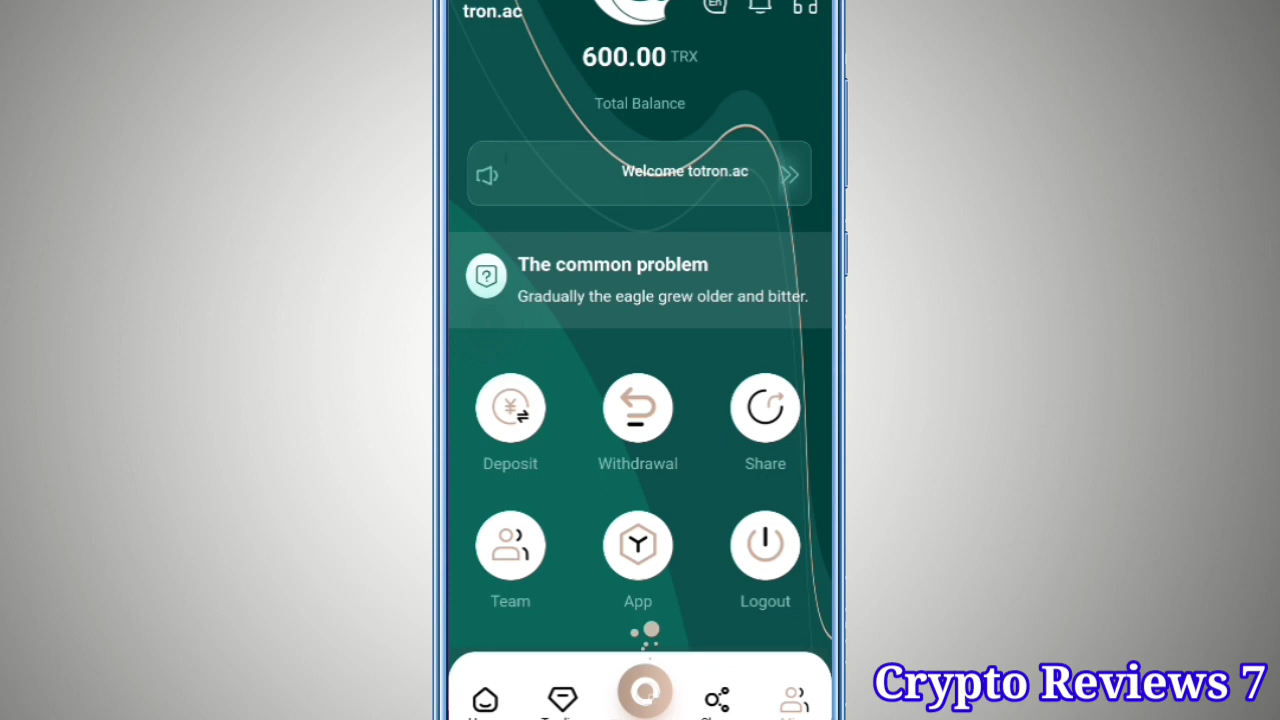 tron.ac
En
600.00 TRX
Total Balance
Welcome totron.ac
The common problem
Gradually the eagle grew older and bitter.
Deposit Withdrawal Share
Team App Logout
Crypto Reviews 7